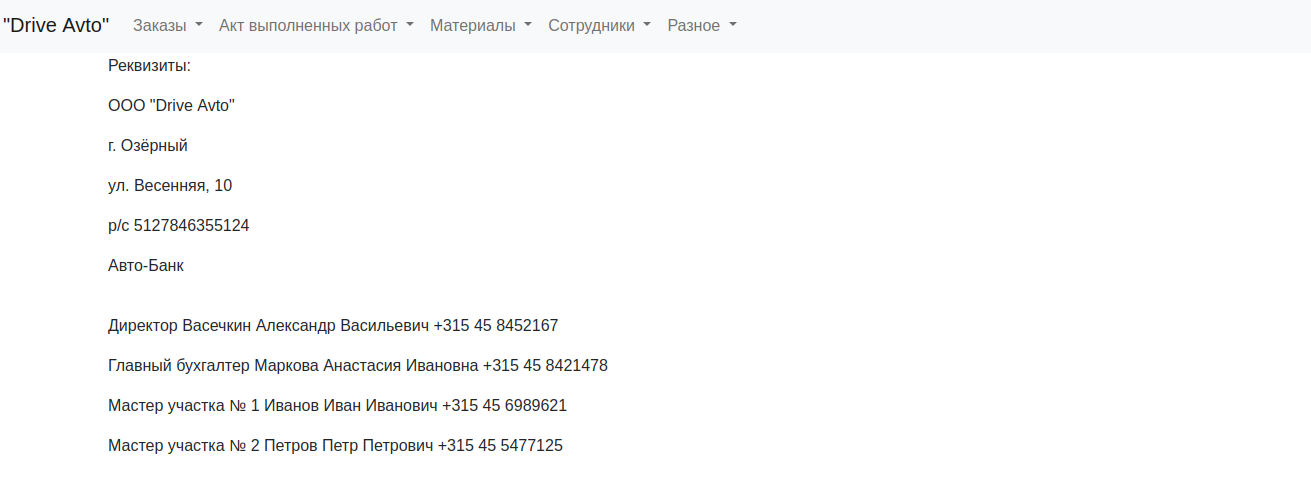 "Drive Avto" Заказы Акт выполненных работ Материалы Сотрудники Разное
Реквизиты:
ООО "Drive Avto"
г. Озёрный
ул. Весенняя, 10
р/с 5127846355124
Авто-Банк
Директор Васечкин Александр Васильевич +315 45 8452167
Главный бухгалтер Маркова Анастасия Ивановна +315 45 8421478
Мастер участка № 1 Иванов Иван Иванович +315 45 6989621
Мастер участка № 2 Петров Петр Петрович +315 45 5477125